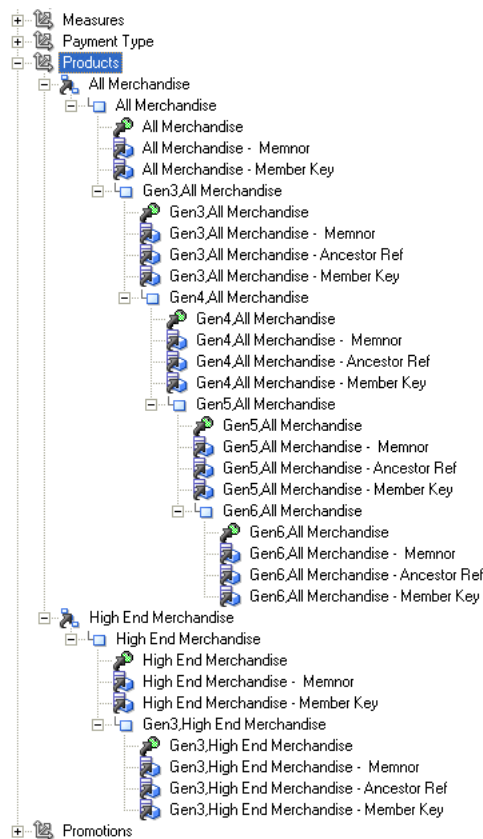 Measures
Payment Type
Products
All Merchandise
All Merchandise
All Merchandise
All Merchandise - Memnor
All Merchandise - Member Key
Gen3,All Merchandise
Gen3,All Merchandise
Gen3,All Merchandise - Memnor
Gen3,All Merchandise - Ancestor Ref
Gen3,All Merchandise - Member Key
Gen4,All Merchandise
Gen4,All Merchandise
Gen4,All Merchandise - Memnor
Gen4,All Merchandise - Ancestor Ref
Gen4,All Merchandise - Member Key
Gen5,All Merchandise
Gen5,All Merchandise
Gen5,All Merchandise - Memnor
Gen5,All Merchandise - Ancestor Ref
Gen5,All Merchandise - Member Key
Gen6,All Merchandise
Gen6,All Merchandise
Gen6,All Merchandise - Memnor
Gen6,All Merchandise - Ancestor Ref
Gen6,All Merchandise - Member Key
High End Merchandise
High End Merchandise
High End Merchandise
High End Merchandise - Memnor
High End Merchandise - Member Key
Gen3,High End Merchandise
Gen3,High End Merchandise
Gen3,High End Merchandise - Memnor
Gen3,High End Merchandise - Ancestor Ref
Gen3,High End Merchandise - Member Key
Promotions